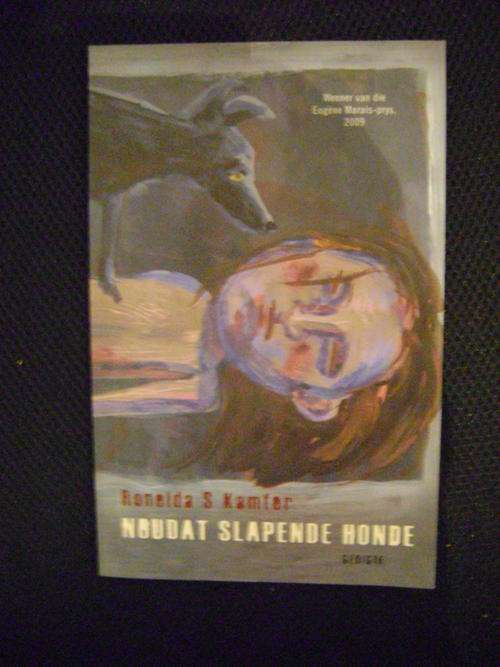 Wenner van die
Eugène Marais-prys,
2009
Ronelda S Kamfer
NOUDAT SLAPENDE HONDE
GEDIGTE